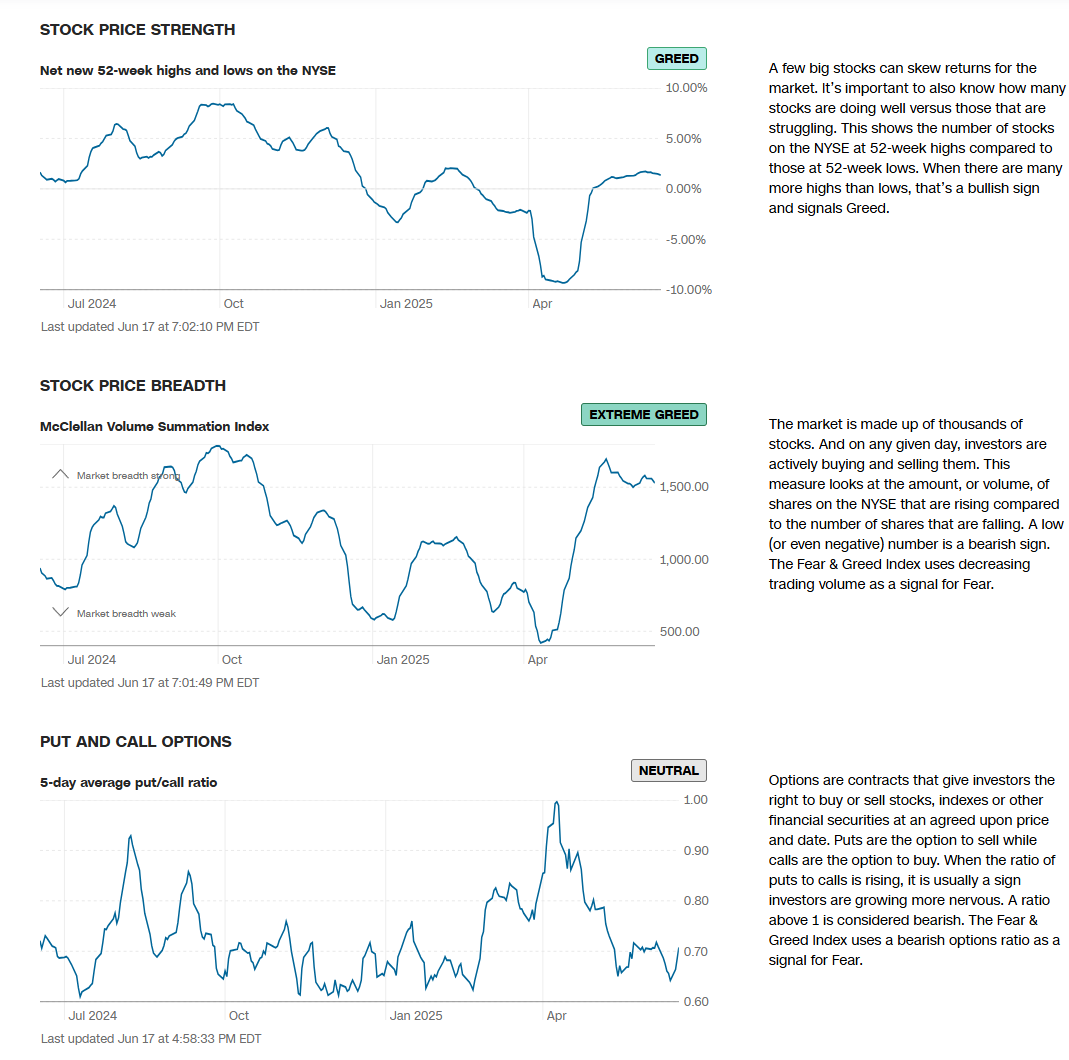 STOCK PRICE STRENGTH
GREED
Net new 52-week highs and lows on the NYSE
10.00%
5.00%
0.00%
-5.00%
-10.00%
Jul 2024
Oct
Jan 2025
Apr
Last updated Jun 17 at 7:02:10 PM EDT
A few big stocks can skew returns for the
market. It's important to also know how many
stocks are doing well versus those that are
struggling. This shows the number of stocks
on the NYSE at 52-week highs compared to
those at 52-week lows. When there are many
more highs than lows, that's a bullish sign
and signals Greed.
STOCK PRICE BREADTH
EXTREME GREED
McClellan Volume Summation Index
Market breadth strong
Market breadth weak
1,500.00
1,000.00
500.00
Jul 2024
Oct
Jan 2025
Apr
Last updated Jun 17 at 7:01:49 PM EDT
The market is made up of thousands of
stocks. And on any given day, investors are
actively buying and selling them. This
measure looks at the amount, or volume, of
shares on the NYSE that are rising compared
to the number of shares that are falling. A low
(or even negative) number is a bearish sign.
The Fear & Greed Index uses decreasing
trading volume as a signal for Fear.
PUT AND CALL OPTIONS
NEUTRAL
5-day average put/call ratio
1.00
0.90
0.80
0.70
0.60
Jul 2024
Oct
Jan 2025
Apr
Last updated Jun 17 at 4:58:33 PM EDT
Options are contracts that give investors the
right to buy or sell stocks, indexes or other
financial securities at an agreed upon price
and date. Puts are the option to sell while
calls are the option to buy. When the ratio of
puts to calls is rising, it is usually a sign
investors are growing more nervous. A ratio
above 1 is considered bearish. The Fear &
Greed Index uses a bearish options ratio as a
signal for Fear.